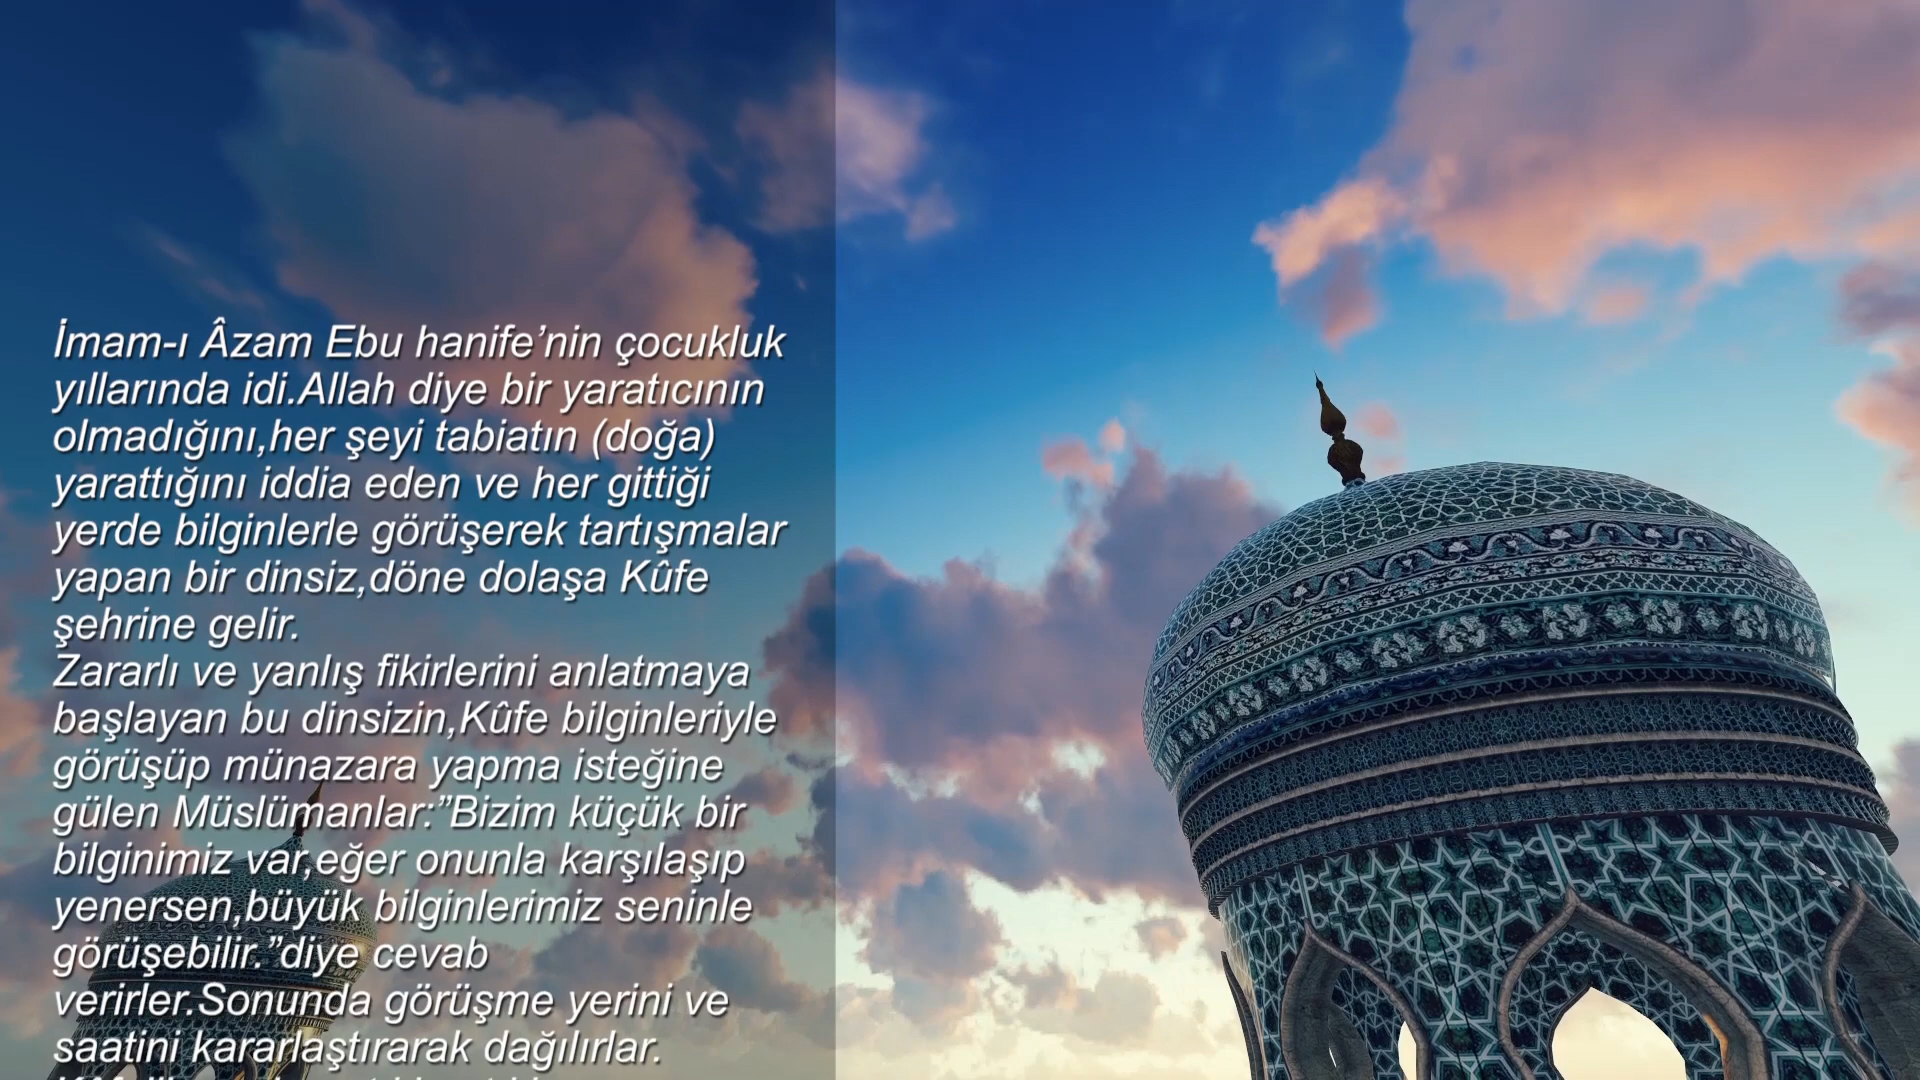 İmam-ı Âzam Ebu hanife’nin çocukluk
yıllarında idi.Allah diye bir yaratıcının
olmadığını,her şeyi tabiatın (doğa)
yarattığını iddia eden ve her gittiği
yerde bilginlerle görüşerek tartışmalar
yapan bir dinsiz,döne dolaşa Kûfe
şehrine gelir.
Zararlı ve yanlış fikirlerini anlatmaya
başlayan bu dinsizin,Kûfe bilginleriyle
görüşüp münazara yapma isteğine
gülen Müslümanlar:”Bizim küçük bir
bilginimiz var,eğer onunla karşılaşıp
yenersen,büyük bilginlerimiz seninle
görüşebilir.”diye cevab
verirler.Sonunda görüşme yerini ve
saatini kararlaştırarak dağılırlar.